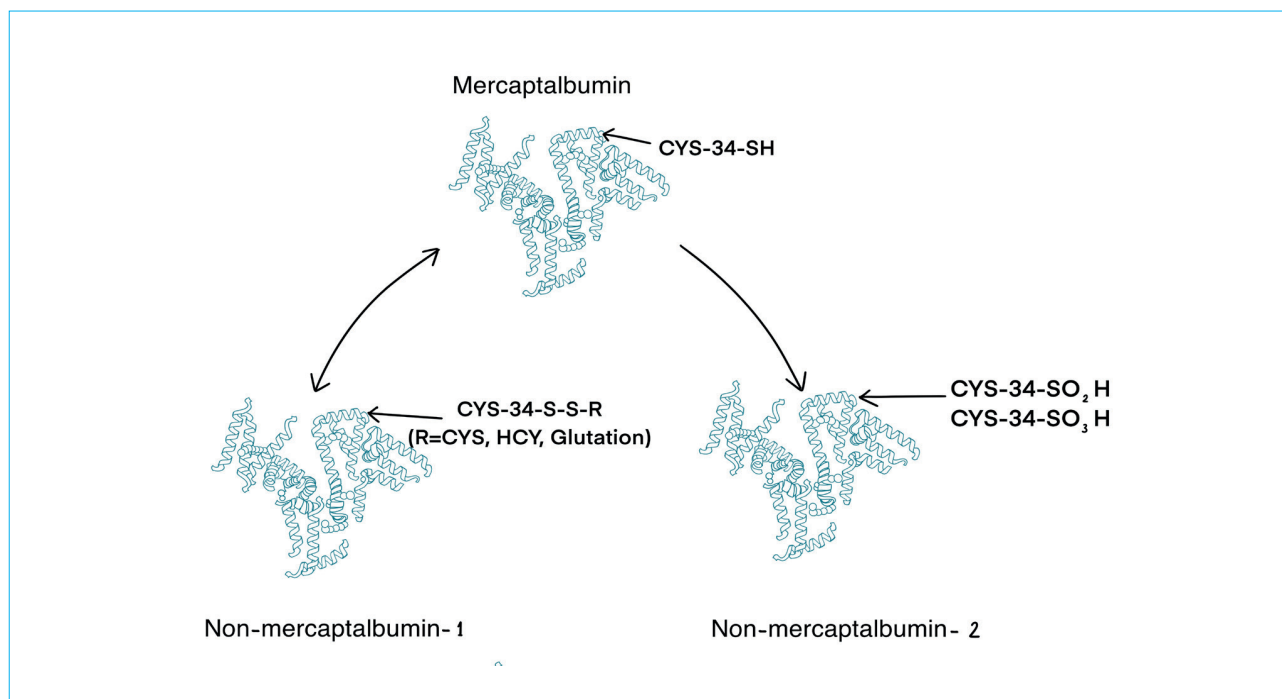 Mercaptalbumin
CYS-34-SH
CYS-34-S-S-R
(R=CYS, HCY, Glutation)
CYS-34-SO₂ H
CYS-34-SO₃ H
Non-mercaptalbumin- 1
Non-mercaptalbumin- 2